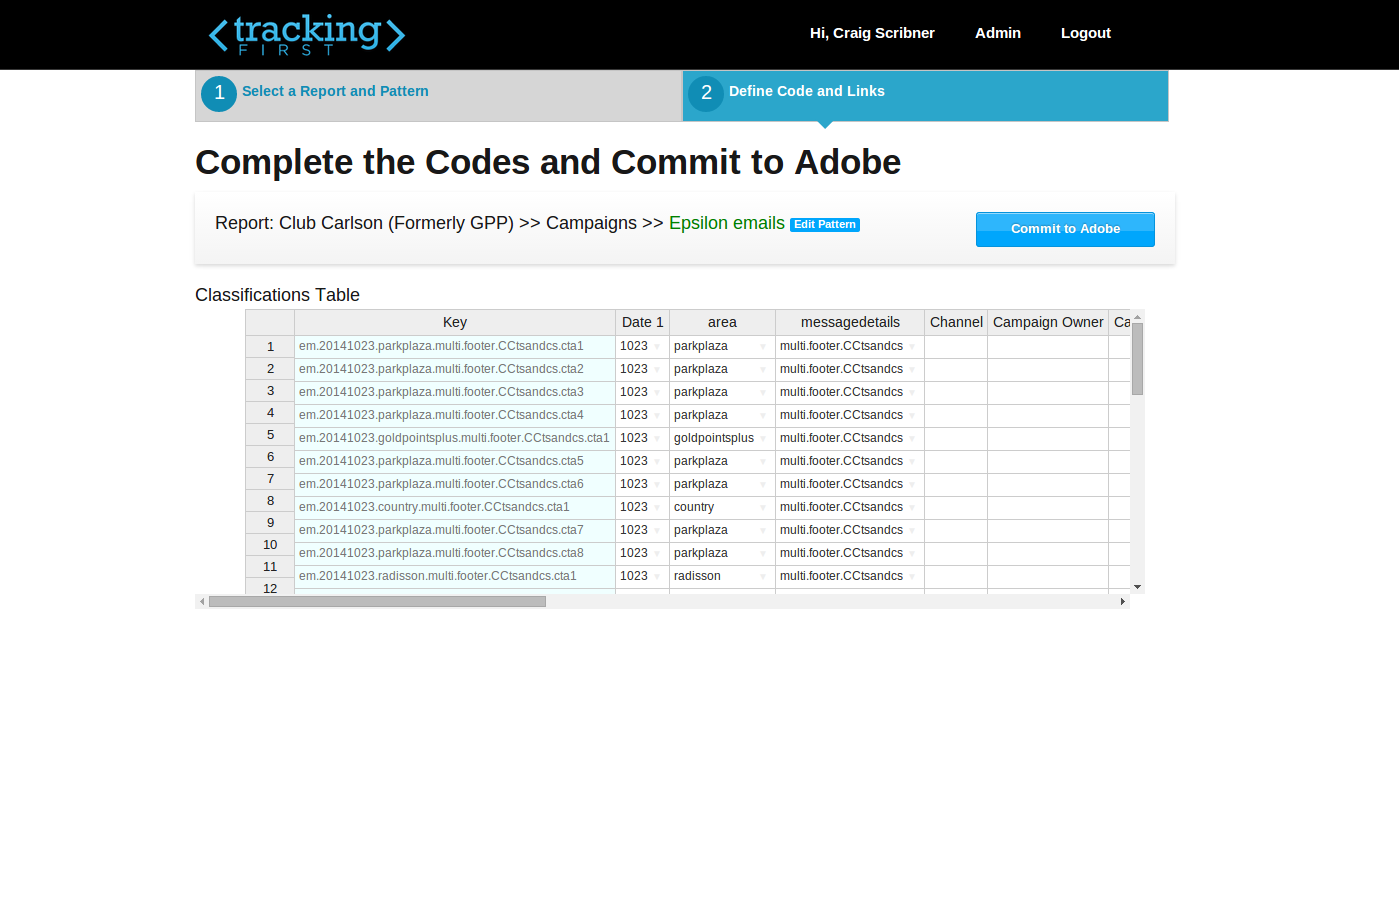 tracking
FIRST
Hi, Craig Scribner Admin Logout
1 Select a Report and Pattern 2 Define Code and Links
Complete the Codes and Commit to Adobe
Report: Club Carlson (Formerly GPP) >> Campaigns >> Epsilon emails Edit Pattern Commit to Adobe
Classifications Table
Key Date 1 area messagedetails Channel Campaign Owner Ca
1 em.20141023.parkplaza.multi.footer.CCtsandcs.cta1 1023 parkplaza multi.footer.CCtsandcs
2 em.20141023.parkplaza.multi.footer.CCtsandcs.cta2 1023 parkplaza multi.footer.CCtsandcs
3 em.20141023.parkplaza.multi.footer.CCtsandcs.cta3 1023 parkplaza multi.footer.CCtsandcs
4 em.20141023.parkplaza.multi.footer.CCtsandcs.cta4 1023 parkplaza multi.footer.CCtsandcs
5 em.20141023.goldpointsplus.multi.footer.CCtsandcs.cta1 1023 goldpointsplus multi.footer.CCtsandcs
6 em.20141023.parkplaza.multi.footer.CCtsandcs.cta5 1023 parkplaza multi.footer.CCtsandcs
7 em.20141023.parkplaza.multi.footer.CCtsandcs.cta6 1023 parkplaza multi.footer.CCtsandcs
8 em.20141023.country.multi.footer.CCtsandcs.cta1 1023 country multi.footer.CCtsandcs
9 em.20141023.parkplaza.multi.footer.CCtsandcs.cta7 1023 parkplaza multi.footer.CCtsandcs
10 em.20141023.parkplaza.multi.footer.CCtsandcs.cta8 1023 parkplaza multi.footer.CCtsandcs
11 em.20141023.radisson.multi.footer.CCtsandcs.cta1 1023 radisson multi.footer.CCtsandcs
12